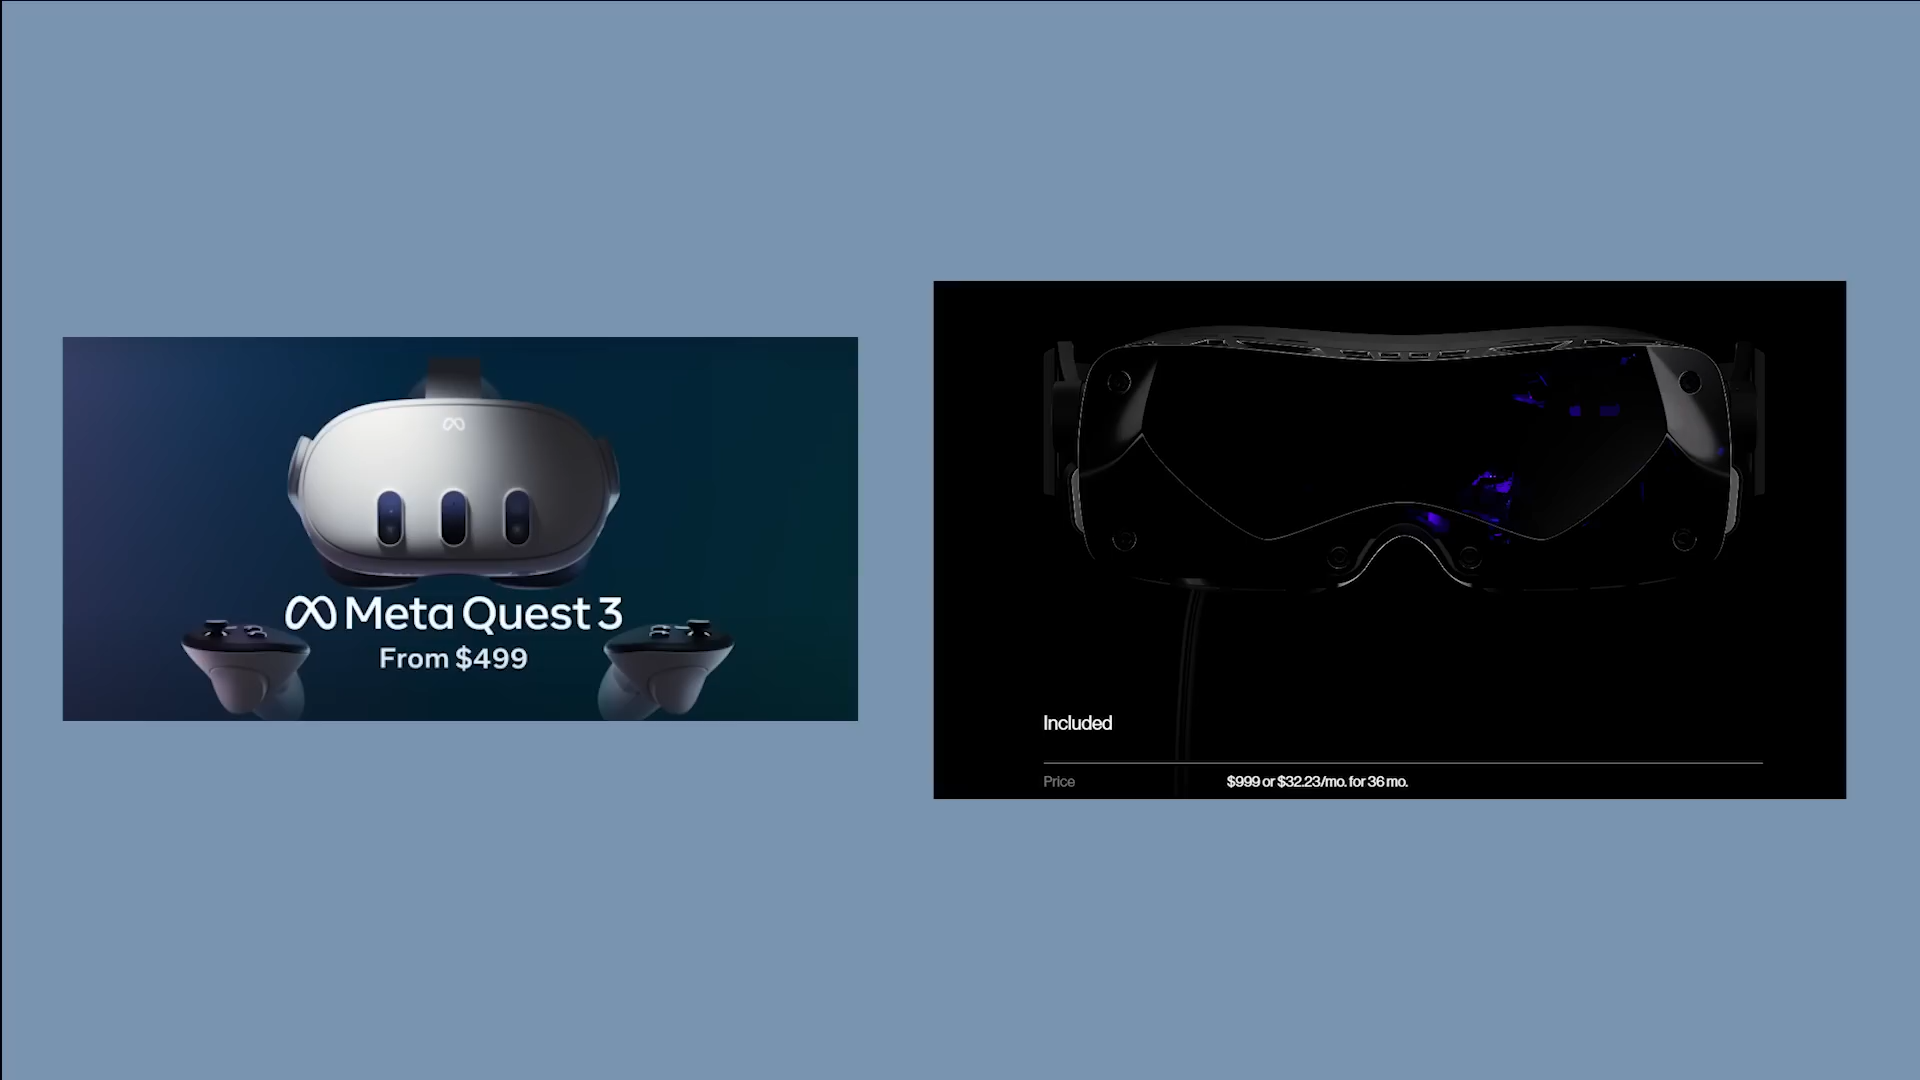 Meta Quest 3
From $499
Included
Price
$999 or $32.23/mo. for 36 mo.